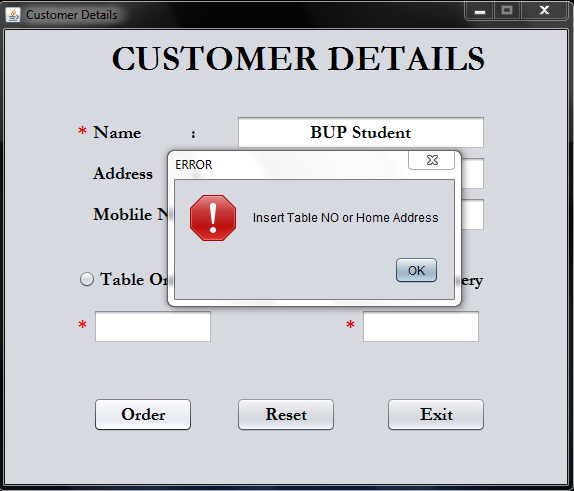 Customer Details
CUSTOMER DETAILS
* Name :
BUP Student
ERROR
Address
Insert Table NO or Home Address
Moblile N
OK
Table Or
ery
* *
Order Reset Exit